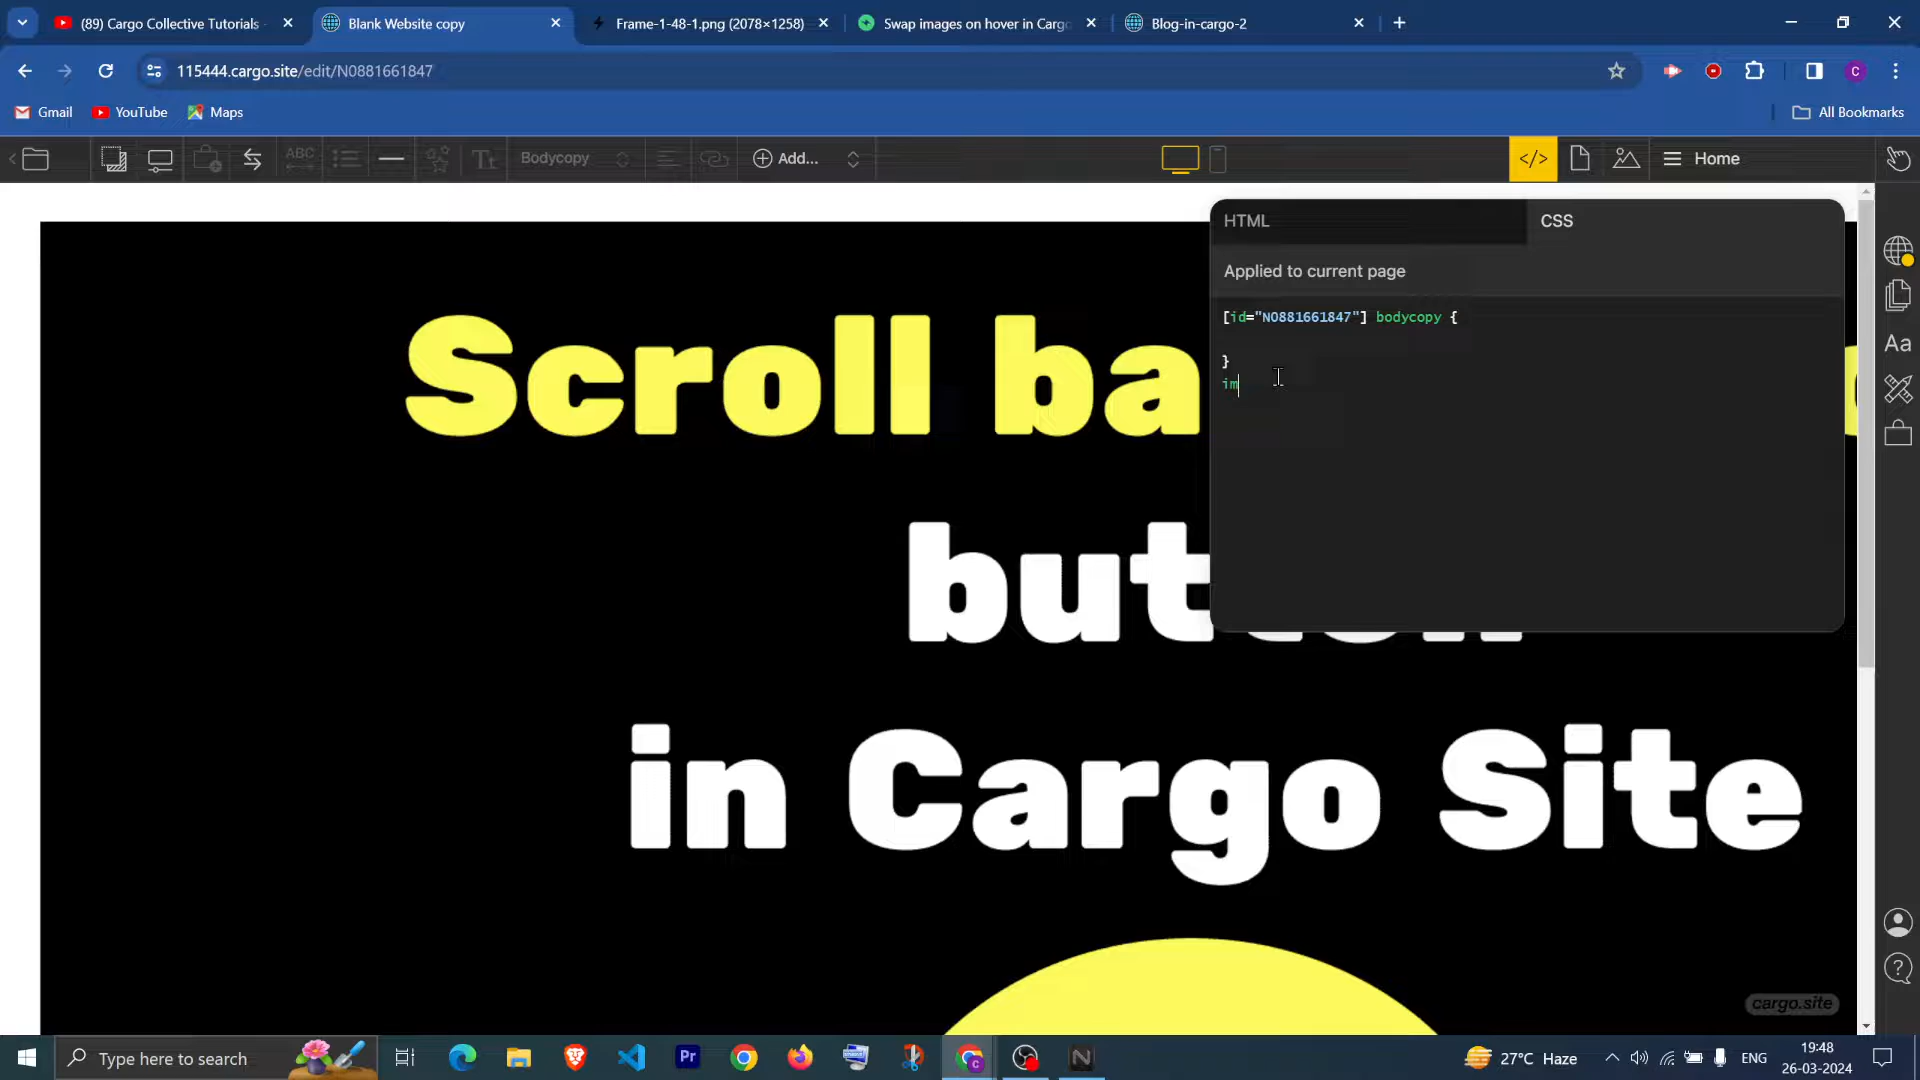 (89) Cargo Collective Tutorials -
Blank Website copy
Frame-1-48-1.png (2078×1258)
Swap images on hover in Cargo
Blog-in-cargo-2
115444.cargo.site/edit/N0881661847
C
Gmail
YouTube
Maps
All Bookmarks
ABC
Tt
Bodycopy
Add...
</>
Home
HTML
CSS
Applied to current page
[id="N0881661847"] bodycopy {
}
im
Aa
Scroll ba
button
in Cargo Site
cargo.site
Type here to search
Pr
27°C Haze
ENG
19:48
26-03-2024